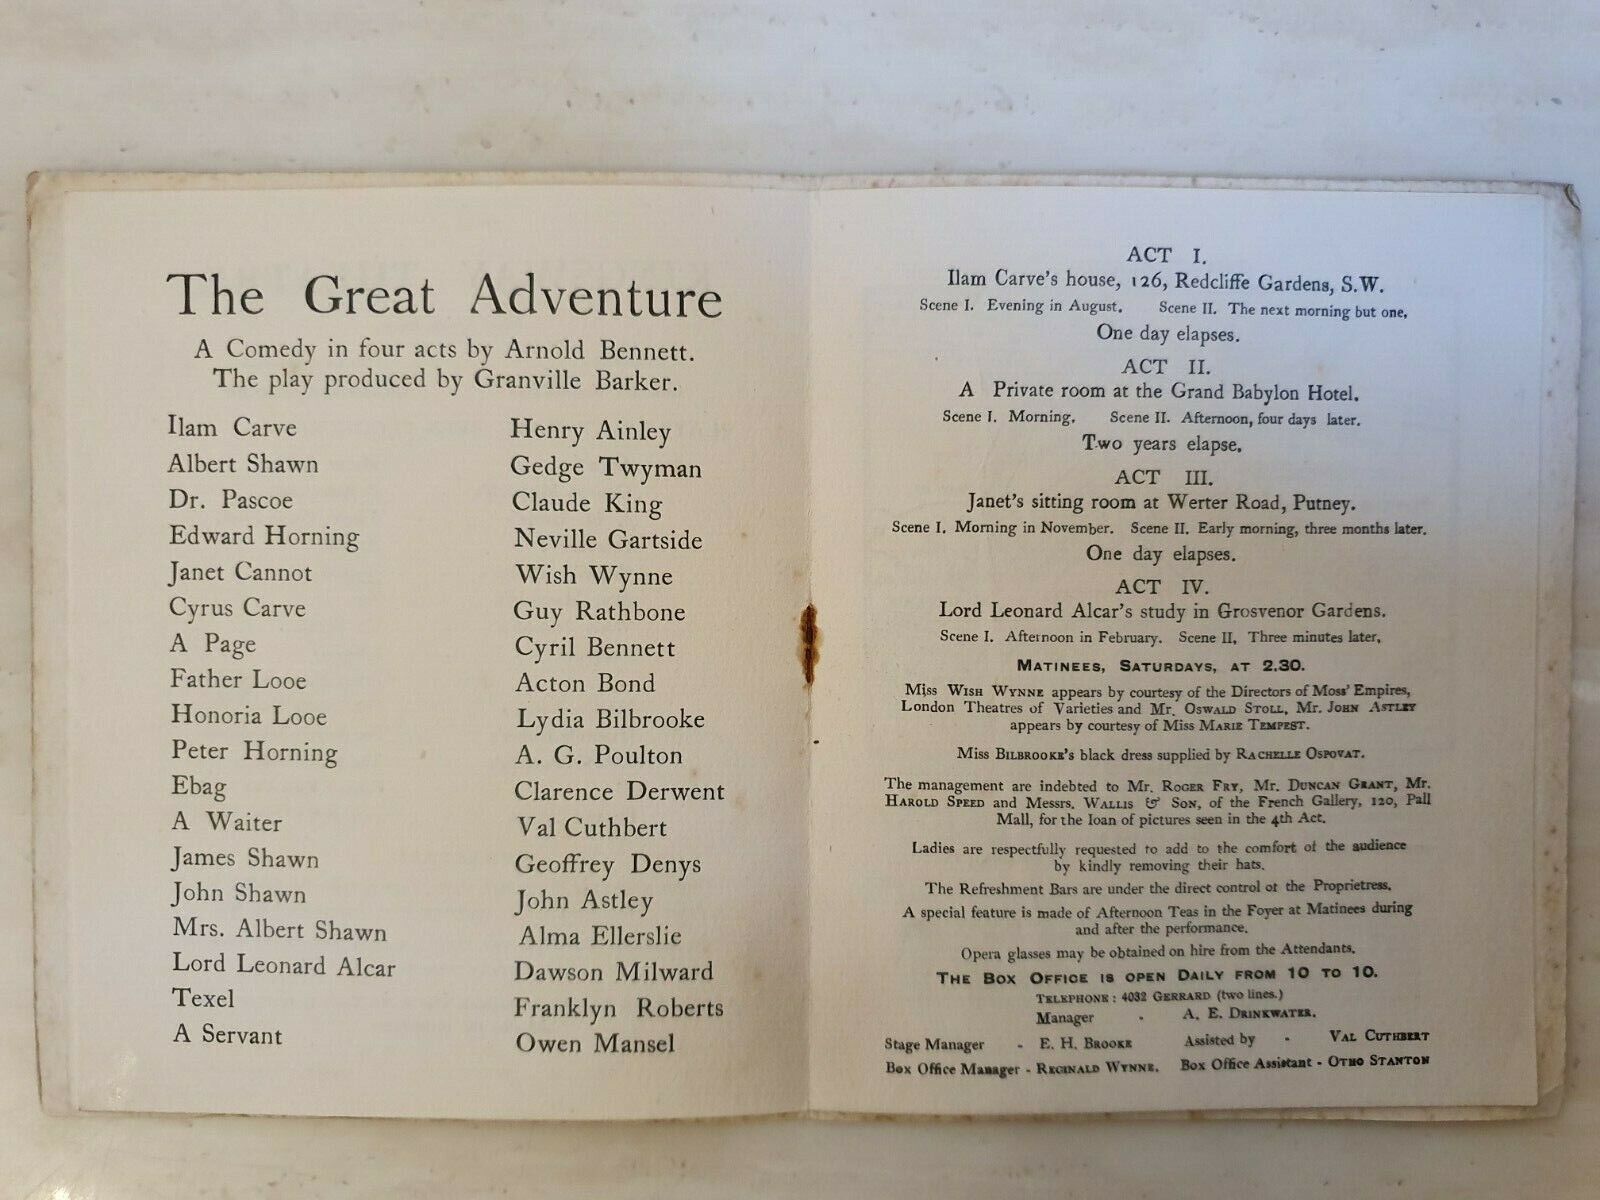 The Great Adventure
A Comedy in four acts by Arnold Bennett.
The play produced by Granville Barker.
Ilam Carve Henry Ainley
Albert Shawn Gedge Twyman
Dr. Pascoe Claude King
Edward Horning Neville Gartside
Janet Cannot Wish Wynne
Cyrus Carve Guy Rathbone
A Page Cyril Bennett
Father Looe Acton Bond
Honoria Looe Lydia Bilbrooke
Peter Horning A. G. Poulton
Ebag Clarence Derwent
A Waiter Val Cuthbert
James Shawn Geoffrey Denys
John Shawn John Astley
Mrs. Albert Shawn Alma Ellerslie
Lord Leonard Alcar Dawson Milward
Texel Franklyn Roberts
A Servant Owen Mansel
ACT I.
Ilam Carve's house, 126, Redcliffe Gardens, S.W.
Scene I. Evening in August. Scene II. The next morning but one,
One day elapses.
ACT II.
A Private room at the Grand Babylon Hotel.
Scene I. Morning. Scene II. Afternoon, four days later.
Two years elapse.
ACT III.
Janet's sitting room at Werter Road, Putney.
Scene I. Morning in November. Scene II. Early morning, three months later.
One day elapses.
ACT IV.
Lord Leonard Alcar's study in Grosvenor Gardens.
Scene I. Afternoon in February. Scene II, Three minutes later,
MATINEES, SATURDAYS, AT 2.30.
Miss WISH WYNNE appears by courtesy of the Directors of Moss' Empires,
London Theatres of Varieties and Mr. OSWALD STOLL, Mr. JOHN ASTLEY
appears by courtesy of Miss MARIE TEMPEST.
Miss BILBROOKE's black dress supplied by RACHELLE OSPOVAT.
The management are indebted to Mr. ROGER FRY, Mr. DUNCAN GRANT, Mr.
HAROLD SPEED and Messrs. WALLIS & SON, of the French Gallery, 120, Pall
Mall, for the loan of pictures seen in the 4th Act.
Ladies are respectfully requested to add to the comfort of the audience
by kindly removing their hats.
The Refreshment Bars are under the direct control of the Proprietress.
A special feature is made of Afternoon Teas in the Foyer at Matinees during
and after the performance.
Opera glasses may be obtained on hire from the Attendants.
THE BOX OFFICE IS OPEN DAILY FROM 10 TO 10.
TELEPHONE: 4032 GERRARD (two lines.)
Manager - A. E. DRINKWATER.
Stage Manager - E. H. BROOKE Assisted by - VAL CUTHBERT
Box Office Manager - REGINALD WYNNE. Box Office Assistant - OTHO STANTON